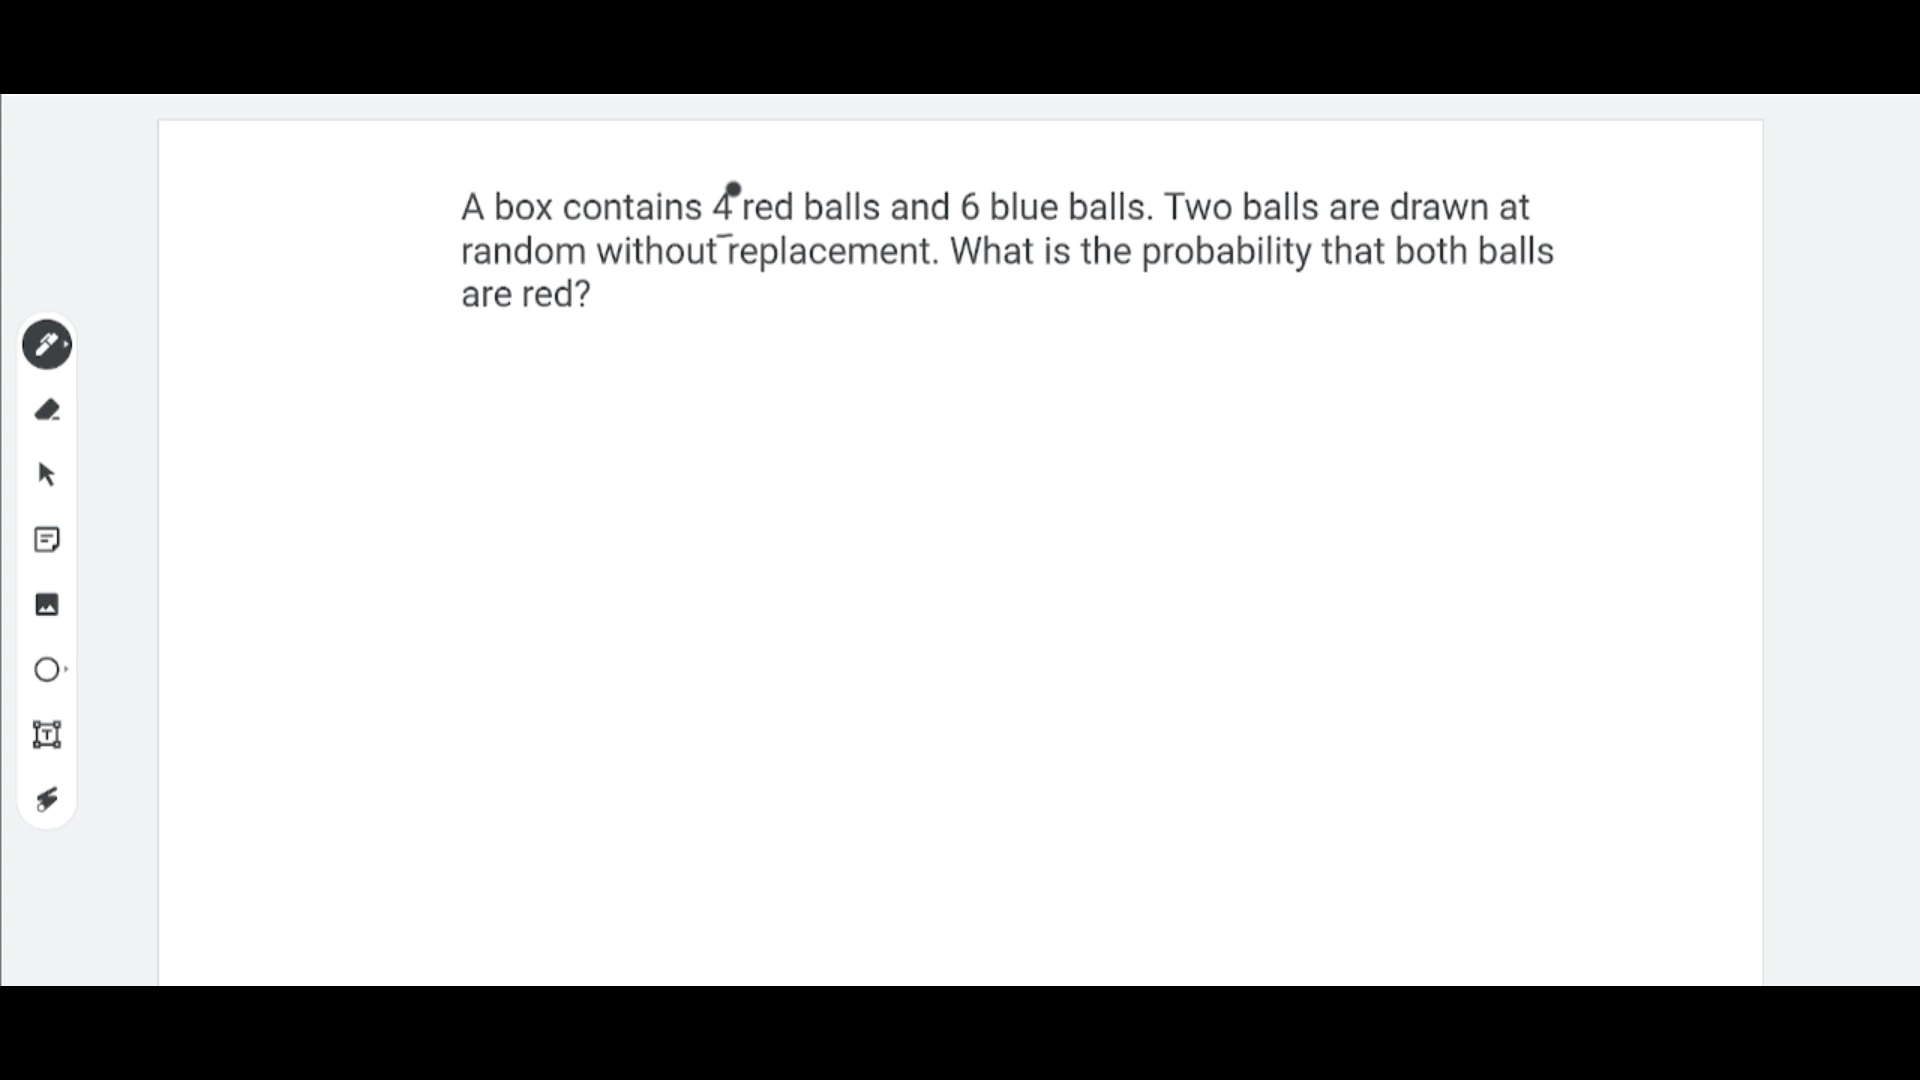 A box contains 4 red balls and 6 blue balls. Two balls are drawn at
random without replacement. What is the probability that both balls
are red?